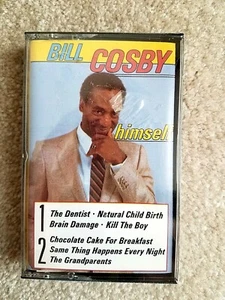 BILL COSBY
himself
1 The Dentist · Netural Child Birth
Brain Damage · Kill The Boy
2 Chocolate Cake For Breakfast
Same Thing Happens Every Night
The Grandparents